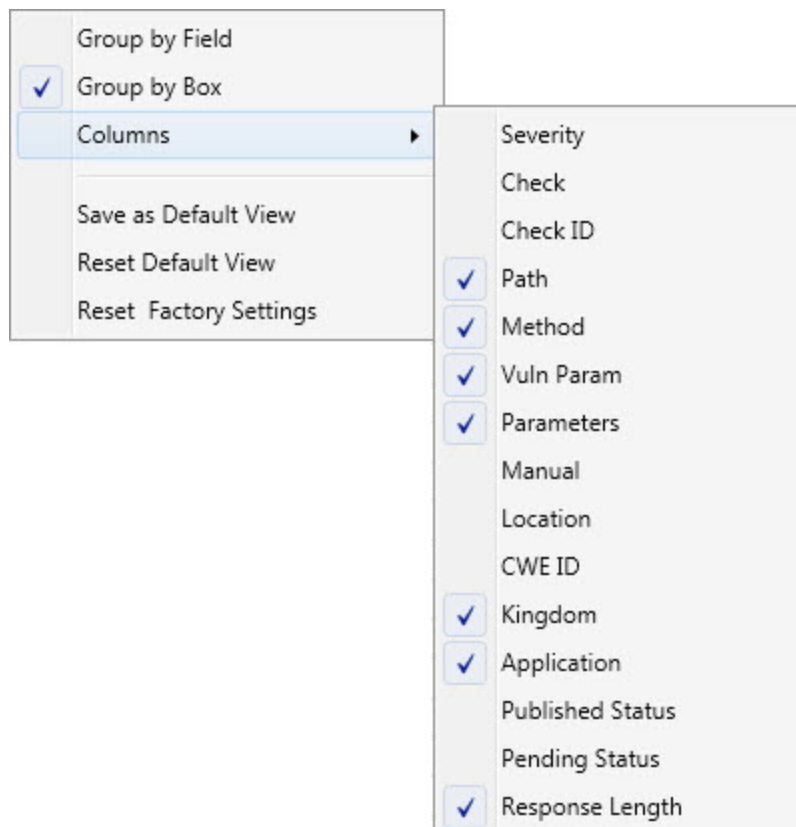 Group by Field
Group by Box
Columns
Save as Default View
Reset Default View
Reset  Factory Settings
Severity
Check
Check ID
Path
Method
Vuln Param
Parameters
Manual
Location
CWE ID
Kingdom
Application
Published Status
Pending Status
Response Length